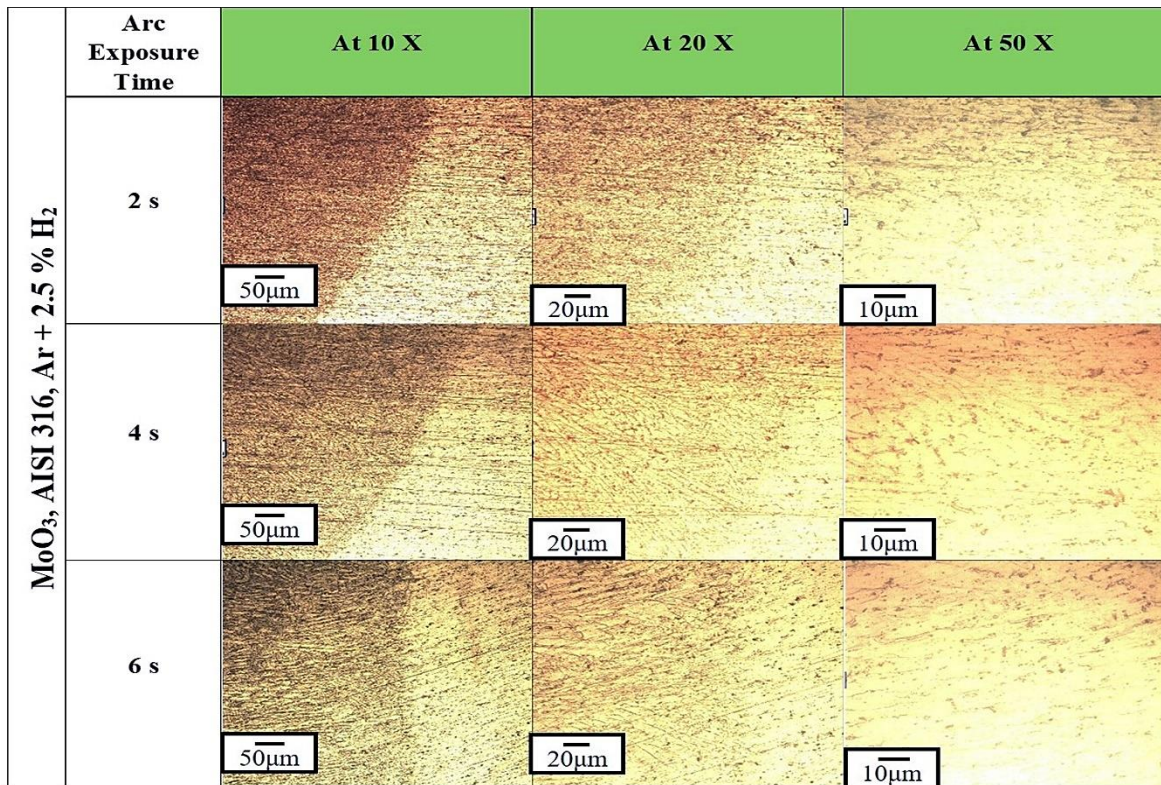 MoO₃, AISI 316, Ar + 2.5 % H₂
Arc
Exposure
Time
At 10 X
At 20 X
At 50 X
2 s
50μm
20μm
10μm
4 s
50μm
20μm
10μm
6 s
50μm
20μm
10μm